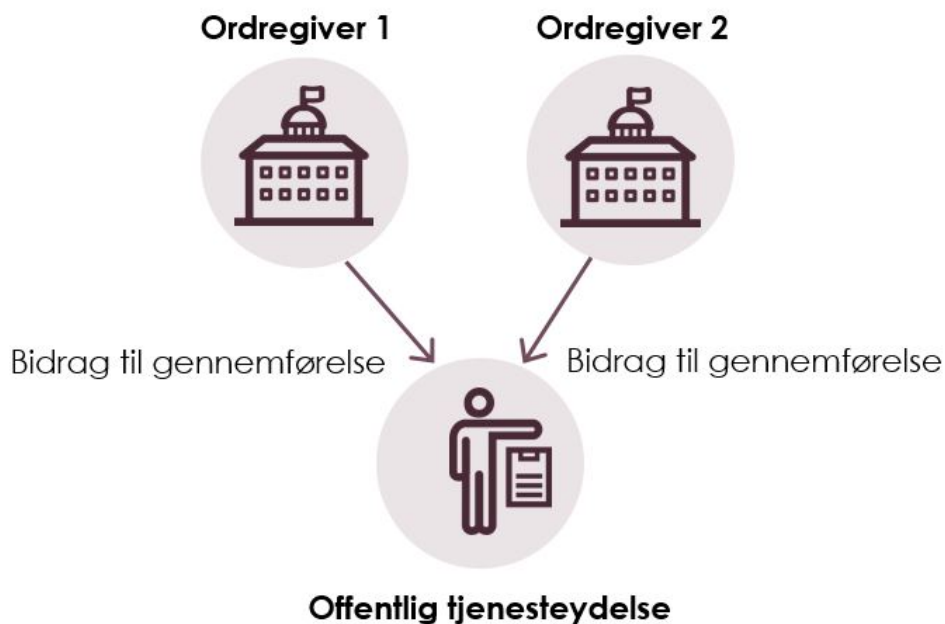 Ordregiver 1
Ordregiver 2
Bidrag til gennemførelse
Bidrag til gennemførelse
Offentlig tjenesteydelse